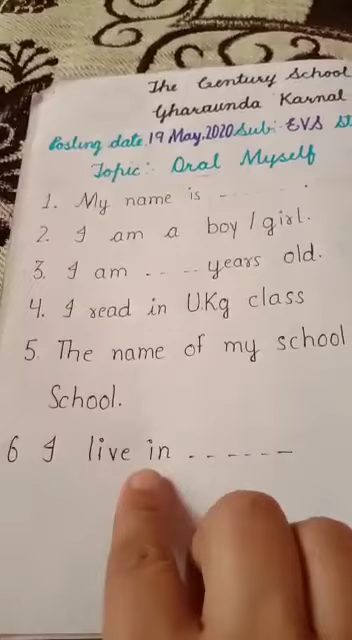 The Century School
Gharaunda Karnal
Posting date. 19 May. 2020 Sub:- EVS
Topic:- Oral Myself
1. My name is ------ .
2. I am a boy / girl.
3. I am -- -- years old.
4. I read in U.Kg class
5. The name of my school
School.
6 I live in ------